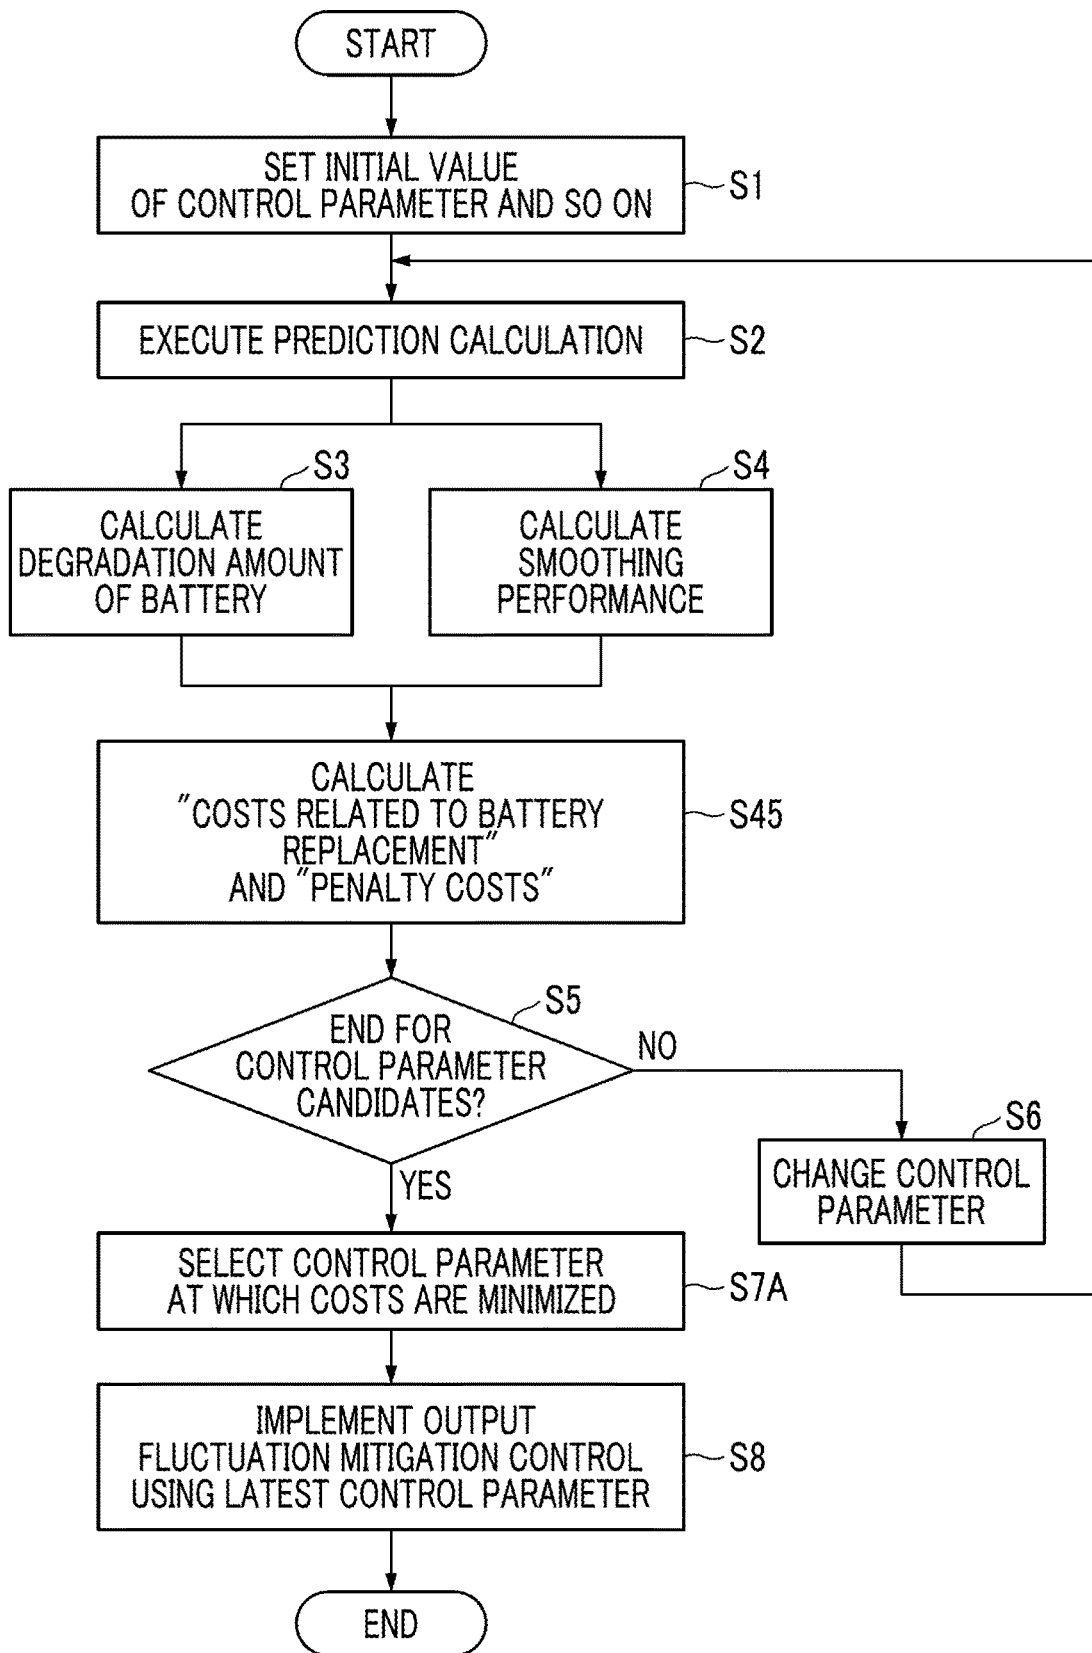 START
SET INITIAL VALUE
OF CONTROL PARAMETER AND SO ON
S1
EXECUTE PREDICTION CALCULATION
S2
S3
CALCULATE
DEGRADATION AMOUNT
OF BATTERY
S4
CALCULATE
SMOOTHING
PERFORMANCE
CALCULATE
"COSTS RELATED TO BATTERY
REPLACEMENT"
AND "PENALTY COSTS"
S45
S5
END FOR
CONTROL PARAMETER
CANDIDATES?
NO
S6
CHANGE CONTROL
PARAMETER
YES
SELECT CONTROL PARAMETER
AT WHICH COSTS ARE MINIMIZED
S7A
IMPLEMENT OUTPUT
FLUCTUATION MITIGATION CONTROL
USING LATEST CONTROL PARAMETER
S8
END